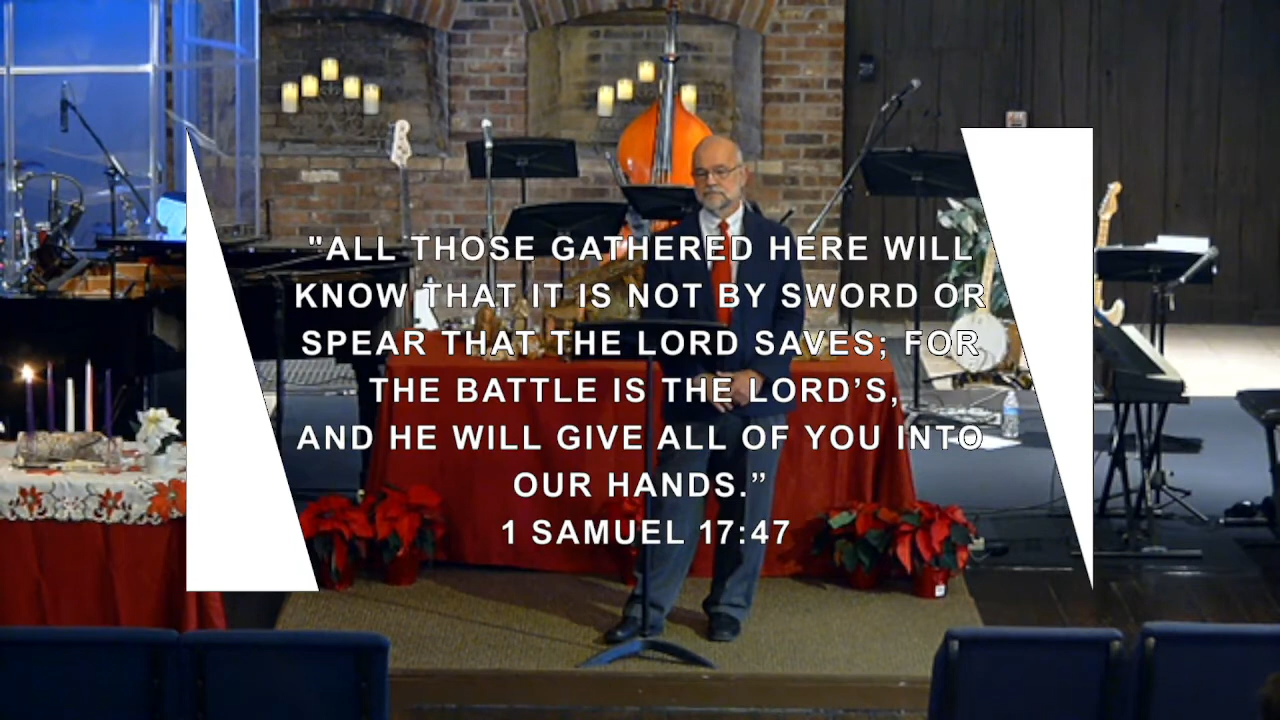 "ALL THOSE GATHERED HERE WILL
KNOW THAT IT IS NOT BY SWORD OR
SPEAR THAT THE LORD SAVES; FOR
THE BATTLE IS THE LORD’S,
AND HE WILL GIVE ALL OF YOU INTO
OUR HANDS.”
1 SAMUEL 17:47